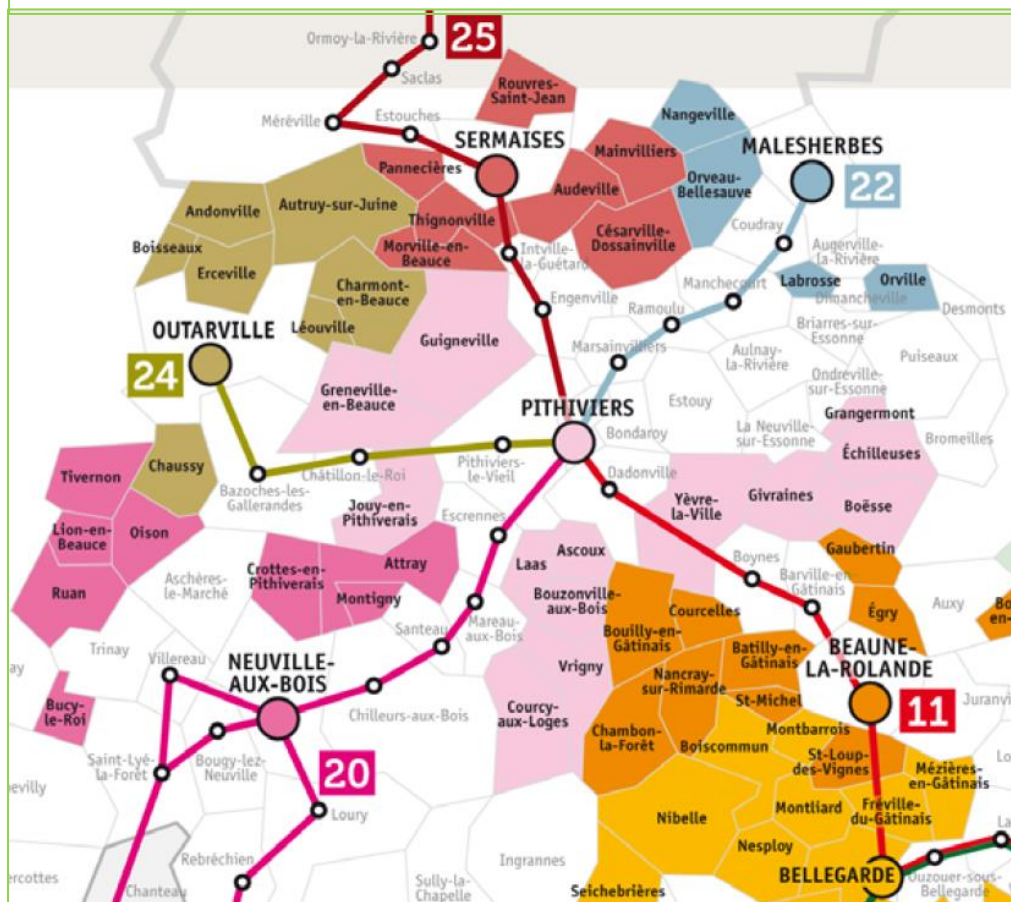 Ormoy-la-Rivière
25
Saclas
Rouvres-
Saint-Jean
Méréville
Estouches
SERMAISES
Nangeville
MALESHERBES
22
Mainvilliers
Pannecières
Audeville
Orveau-
Bellesauve
Andonville
Autruy-sur-Juine
Thignonville
Césarville-
Dossainville
Coudray
Boisseaux
Morville-en-
Beauce
Intville-
la-Guétard
Augerville-
la-Rivière
Erceville
Charmont-
en-Beauce
Engenville
Manchecourt
Labrosse
Orville
Dimancheville
Desmonts
Ramoulu
OUTARVILLE
Léouville
Guigneville
Marsainvilliers
Briarres-sur-
Essonne
24
Aulnay-
la-Rivière
Puiseaux
Greneville-
en-Beauce
Ondreville-
sur-Essonne
PITHIVIERS
Estouy
Grangermont
Bondaroy
La Neuville-
sur-Essonne
Bromeilles
Échilleuses
Tivernon
Chaussy
Châtillon-le-Roi
Pithiviers-
le-Vieil
Dadonville
Bazoches-les-
Gallerandes
Yèvre-
la-Ville
Givraines
Boësse
Jouy-en-
Pithiverais
Escrennes
Lion-en-
Beauce
Oison
Gaubertin
Ascoux
Laas
Boynes
Crottes-en-
Pithiverais
Attray
Barville-en-
Gâtinais
Ruan
Aschères-
le-Marché
Montigny
Bouzonville-
aux-Bois
Courcelles
Égry
Auxy
Bo
en-
Mareau-
aux-Bois
Santeau
Bouilly-en-
Gâtinais
Batilly-en-
Gâtinais
BEAUNE-
LA-ROLANDE
Trinay
Villereau
ay
NEUVILLE-
AUX-BOIS
Vrigny
Nancray-
sur-Rimarde
St-Michel
11
Juranvi
Bucy-
le-Roi
Chilleurs-aux-Bois
Courcy-
aux-Loges
Chambon-
la-Forêt
Boiscommun
Montbarrois
St-Loup-
des-Vignes
Mézières-
en-Gâtinais
Lo
Saint-Lyé-
la-Forêt
Bougy-lez-
Neuville
20
evilly
Loury
Nibelle
Montliard
Fréville-
du-Gâtinais
La
Nesploy
Rebréchien
Ingrannes
BELLEGARDE
Ouzouer-sous-
Bellegarde
ercottes
Chanteau
Sully-la-
Chapelle
Seichebrières